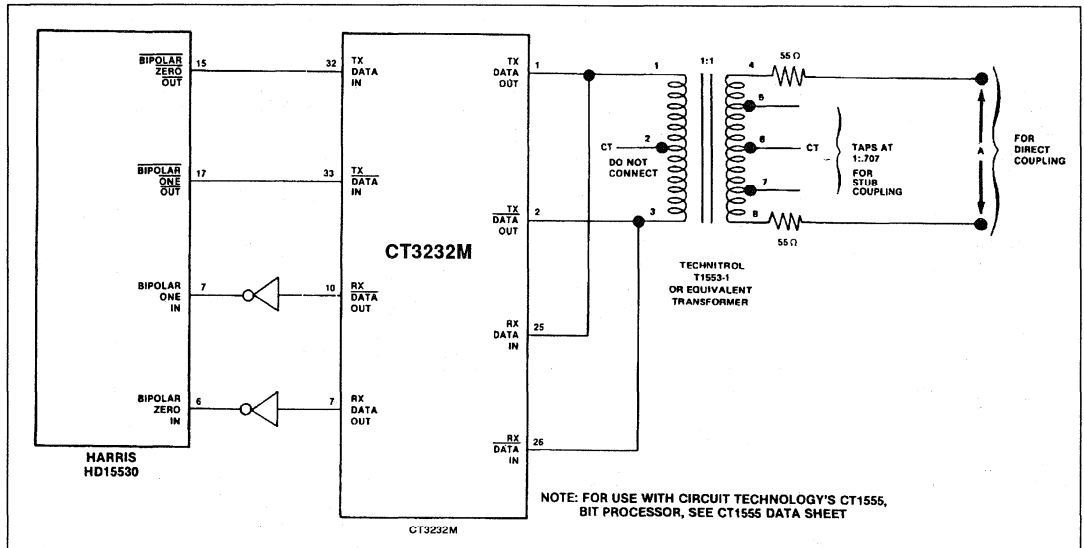 BIPOLAR
ZERO
OUT
15
32
TX
DATA
IN
TX
DATA
OUT
1
1
1:1
4
55 Ω
5
2
CT
DO NOT
CONNECT
6
CT
TAPS AT
1:.707
FOR
STUB
COUPLING
A
FOR
DIRECT
COUPLING
BIPOLAR
ONE
OUT
17
33
TX
DATA
IN
7
TX
DATA
OUT
2
3
8
55 Ω
CT3232M
TECHNITROL
T1553-1
OR EQUIVALENT
TRANSFORMER
BIPOLAR
ONE
IN
7
10
RX
DATA
OUT
RX
DATA
IN
25
BIPOLAR
ZERO
IN
6
7
RX
DATA
OUT
RX
DATA
IN
26
HARRIS
HD15530
NOTE: FOR USE WITH CIRCUIT TECHNOLOGY'S CT1555,
BIT PROCESSOR, SEE CT1555 DATA SHEET
CT3232M